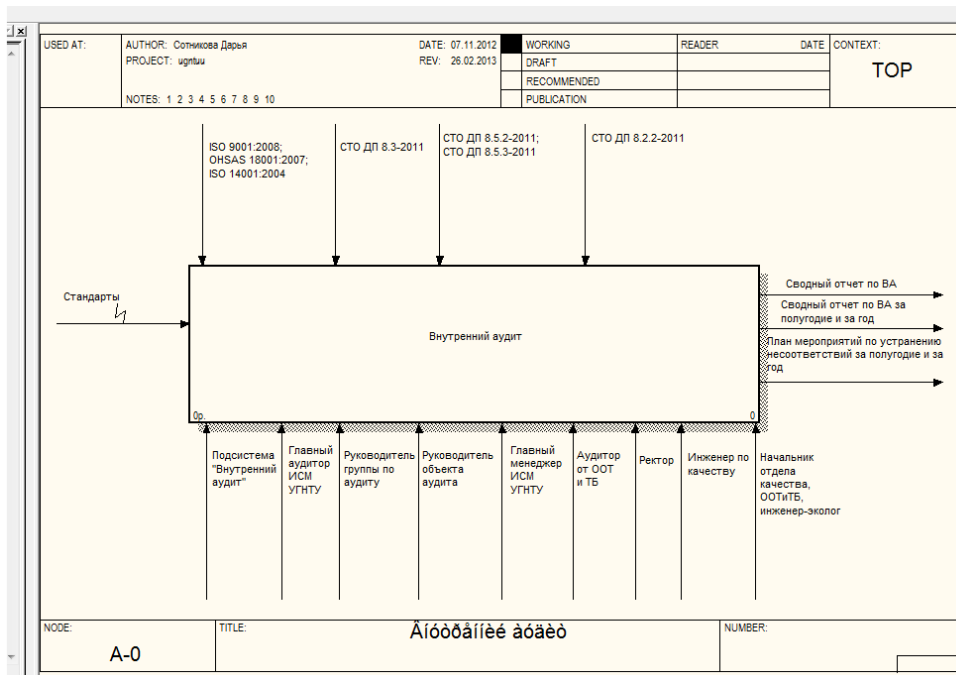 USED AT:
AUTHOR: Сотникова Дарья
DATE: 07.11.2012
WORKING
READER
DATE
CONTEXT:
PROJECT: ugntuu
REV: 26.02.2013
DRAFT
TOP
RECOMMENDED
NOTES: 1 2 3 4 5 6 7 8 9 10
PUBLICATION
ISO 9001:2008;
OHSAS 18001:2007;
ISO 14001:2004
СТО ДП 8.3-2011
СТО ДП 8.5.2-2011;
СТО ДП 8.5.3-2011
СТО ДП 8.2.2-2011
Стандарты
Внутренний аудит
0р.
0
Сводный отчет по ВА
Сводный отчет по ВА за
полугодие и за год
План мероприятий по устранению
несоответствий за полугодие и за
год
Подсистема
"Внутренний
аудит"
Главный
аудитор
ИСМ
УГНТУ
Руководитель
группы по
аудиту
Руководитель
объекта
аудита
Главный
менеджер
ИСМ
УГНТУ
Аудитор
от ООТ
и ТБ
Ректор
Инженер по
качеству
Начальник
отдела
качества,
ООТиТБ,
инженер-эколог
NODE:
TITLE:
NUMBER:
A-0
Âíóòðåííèé àóäèò